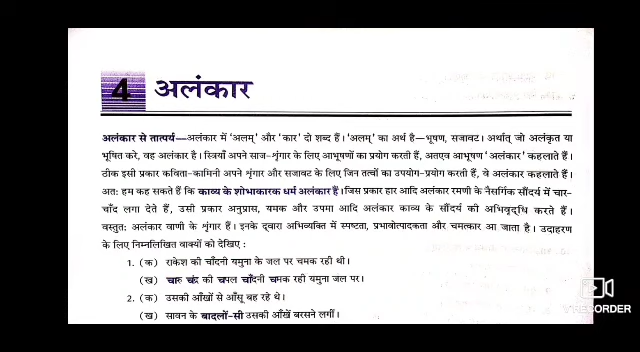 4 अलंकार
अलंकार से तात्पर्य—अलंकार में 'अलम्' और 'कार' दो शब्द हैं। 'अलम्' का अर्थ है—भूषण, सजावट। अर्थात् जो अलंकृत या
भूषित करे, वह अलंकार है। स्त्रियाँ अपने साज-शृंगार के लिए आभूषणों का प्रयोग करती हैं, अतएव आभूषण 'अलंकार' कहलाते हैं।
ठीक इसी प्रकार कविता-कामिनी अपने शृंगार और सजावट के लिए जिन तत्वों का उपयोग-प्रयोग करती हैं, वे अलंकार कहलाते हैं।
अत: हम कह सकते हैं कि काव्य के शोभाकारक धर्म अलंकार हैं। जिस प्रकार हार आदि अलंकार रमणी के नैसर्गिक सौंदर्य में चार-
चाँद लगा देते हैं, उसी प्रकार अनुप्रास, यमक और उपमा आदि अलंकार काव्य के सौंदर्य की अभिवृद्धि करते हैं।
वस्तुत: अलंकार वाणी के शृंगार हैं। इनके द्वारा अभिव्यक्ति में स्पष्टता, प्रभावोत्पादकता और चमत्कार आ जाता है। उदाहरण
के लिए निम्नलिखित वाक्यों को देखिए :
1. (क) राकेश की चाँदनी यमुना के जल पर चमक रही थी।
(ख) चारु चंद्र की चपल चाँदनी चमक रही यमुना जल पर।
2. (क) उसकी आँखों से आँसू बह रहे थे।
(ख) सावन के बादलों-सी उसकी आँखें बरसने लगीं।
V RECORDER